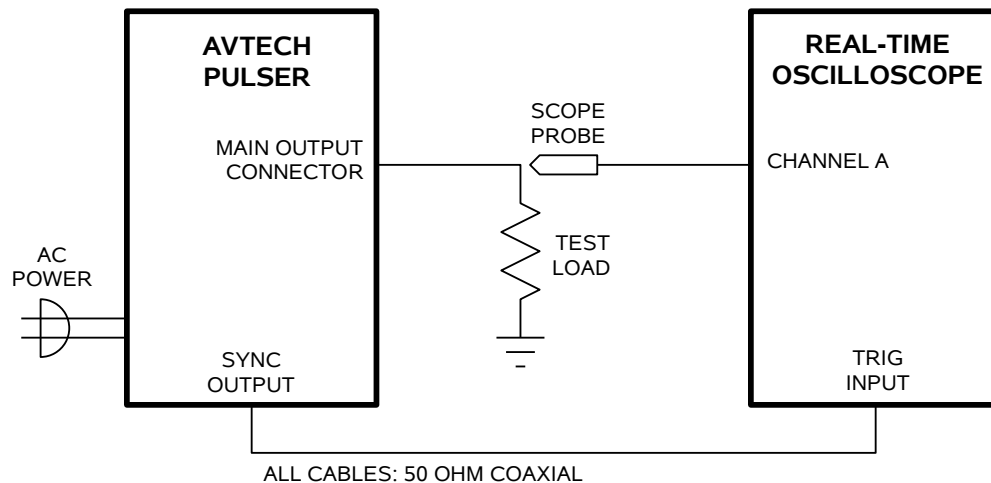 AVTECH
PULSER
REAL-TIME
OSCILLOSCOPE
SCOPE
PROBE
MAIN OUTPUT
CONNECTOR
CHANNEL A
TEST
LOAD
AC
POWER
SYNC
OUTPUT
TRIG
INPUT
ALL CABLES: 50 OHM COAXIAL